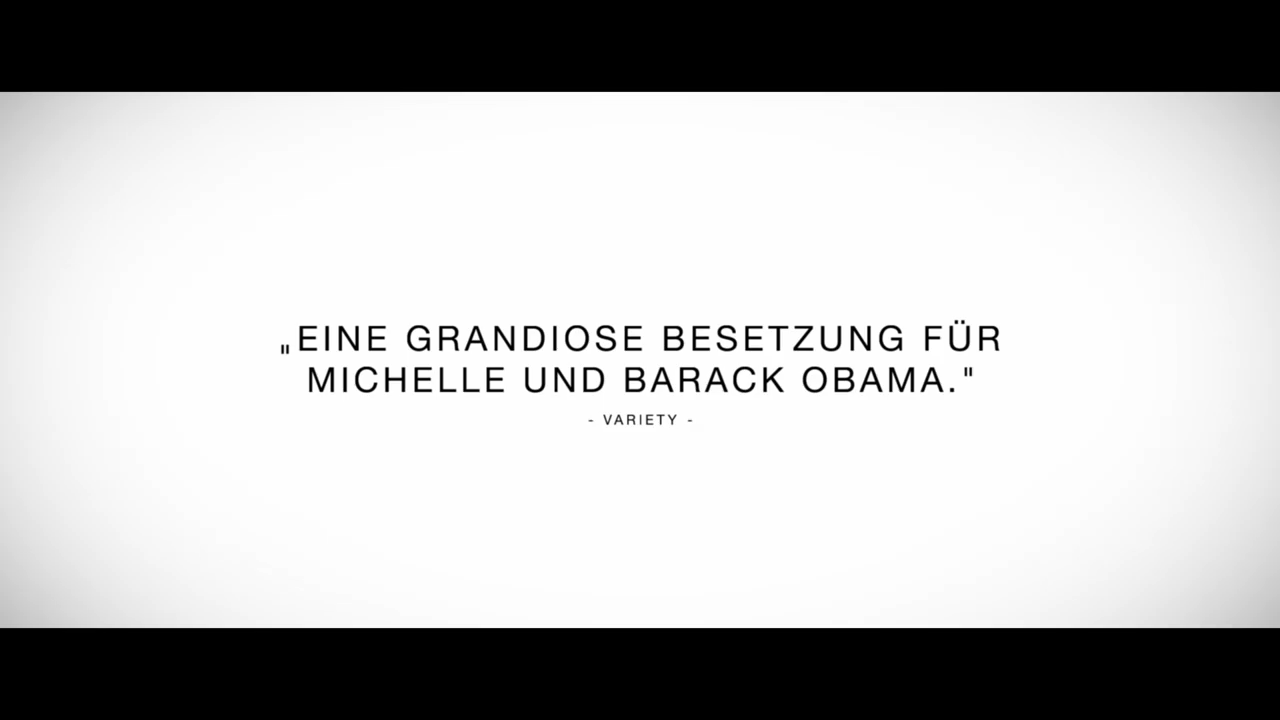 „EINE GRANDIOSE BESETZUNG FÜR
MICHELLE UND BARACK OBAMA."
- VARIETY -